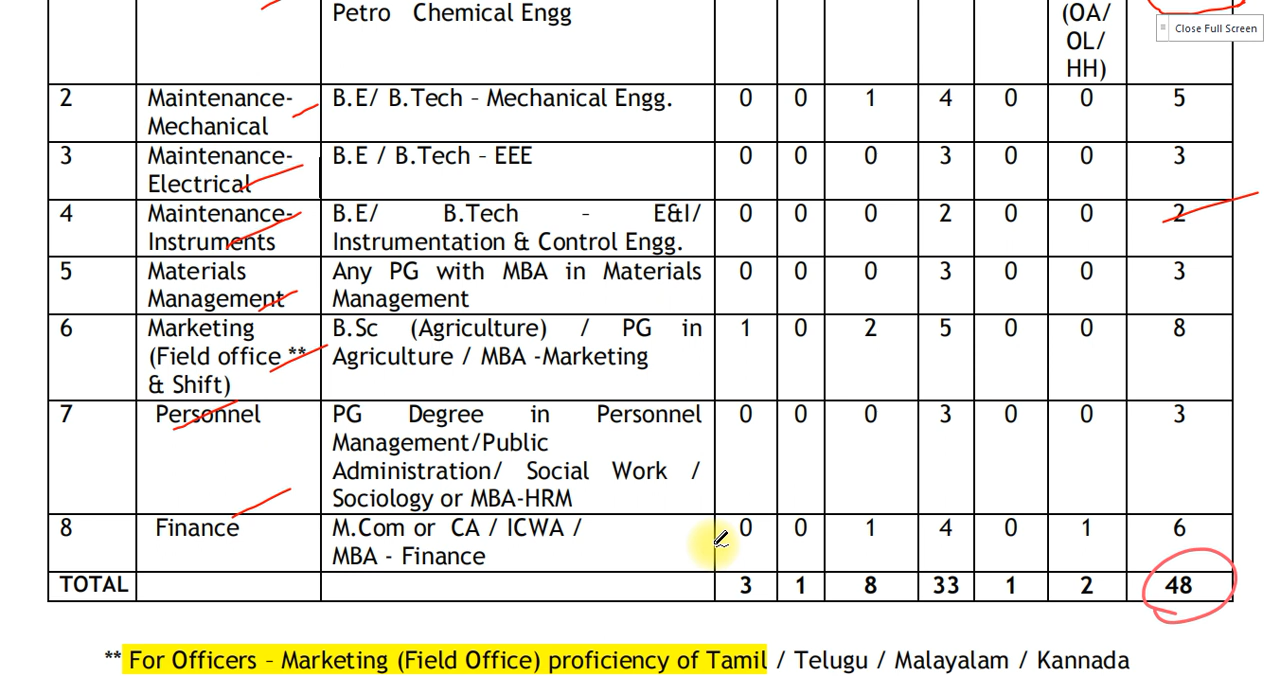 Petro Chemical Engg
(OA/
OL/
HH)
Close Full Screen
2 Maintenance- B.E/ B.Tech – Mechanical Engg. 0 0 1 4 0 0 5
Mechanical
3 Maintenance- B.E / B.Tech – EEE 0 0 0 3 0 0 3
Electrical
4 Maintenance- B.E/ B.Tech – E&I/ 0 0 0 2 0 0 2
Instruments Instrumentation & Control Engg.
5 Materials Any PG with MBA in Materials 0 0 0 3 0 0 3
Management Management
6 Marketing B.Sc (Agriculture) / PG in 1 0 2 5 0 0 8
(Field office ** Agriculture / MBA -Marketing
& Shift)
7 Personnel PG Degree in Personnel 0 0 0 3 0 0 3
Management/Public
Administration/ Social Work /
Sociology or MBA-HRM
8 Finance M.Com or CA / ICWA / 0 0 1 4 0 1 6
MBA - Finance
TOTAL 3 1 8 33 1 2 48
** For Officers – Marketing (Field Office) proficiency of Tamil / Telugu / Malayalam / Kannada